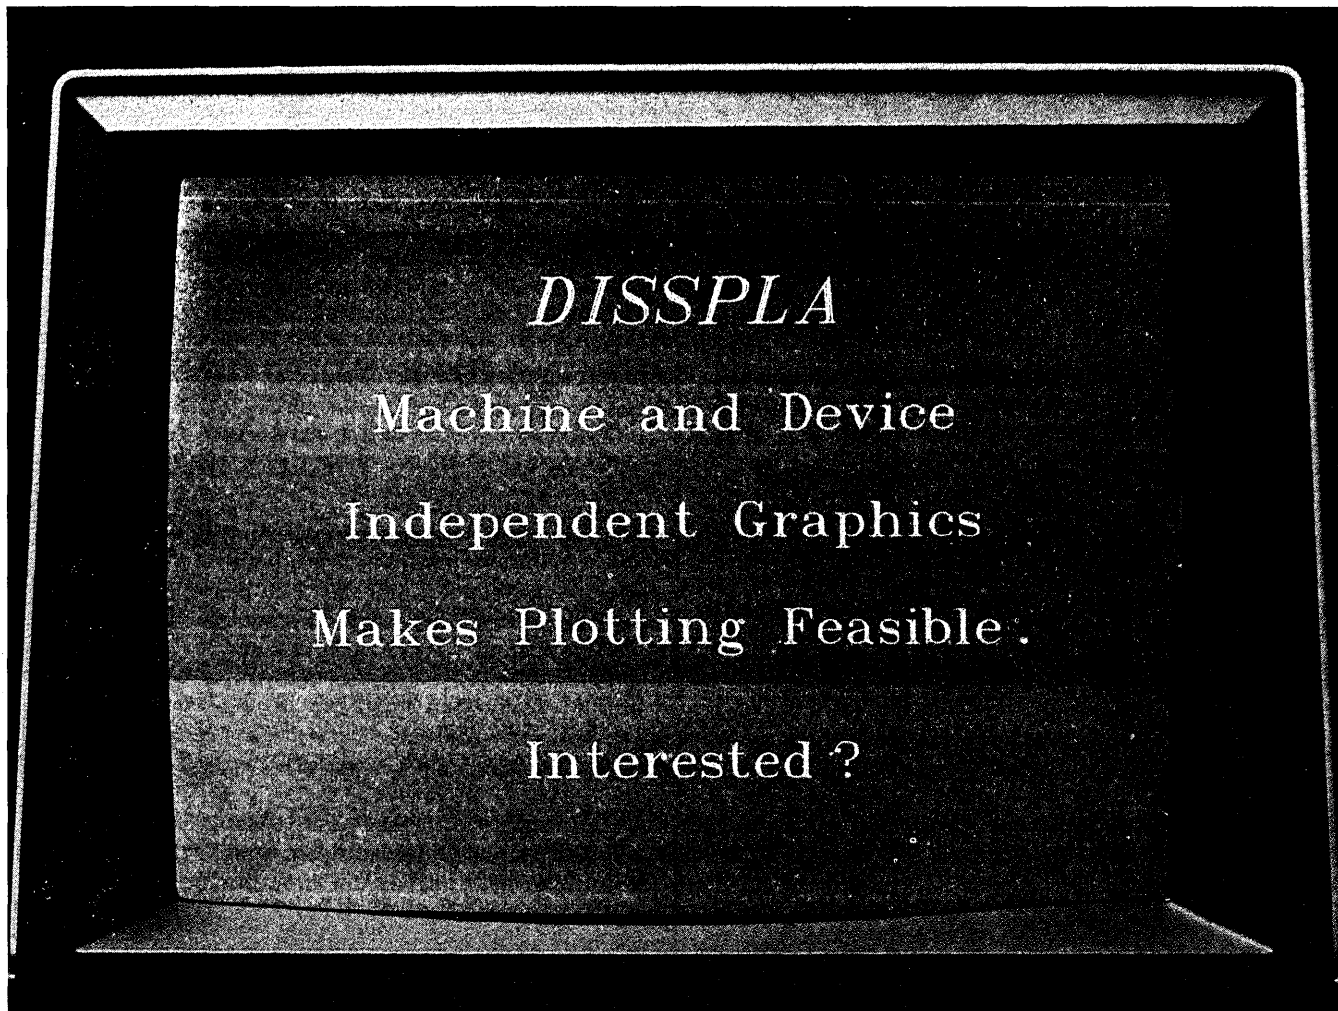 DISSPLA
Machine and Device
Independent Graphics
Makes Plotting Feasible.
Interested?